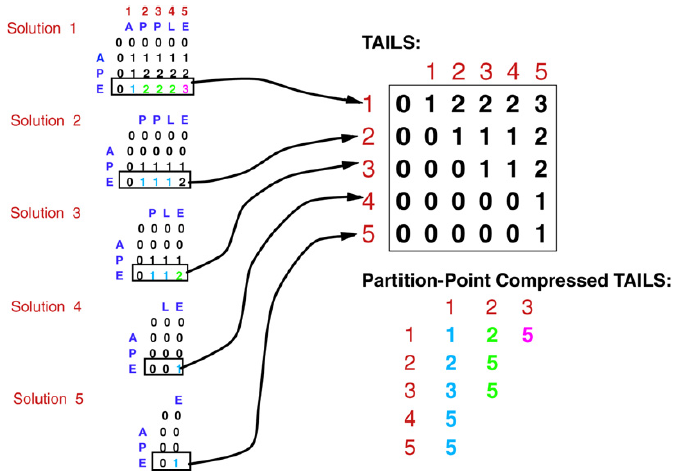 Solution 1
1 2 3 4 5
A P P L E
0 0 0 0 0 0
A 0 1 1 1 1 1
P 0 1 2 2 2 2
E 0 1 2 2 2 3
Solution 2
P P L E
0 0 0 0 0
A 0 0 0 0 0
P 0 1 1 1 1
E 0 1 1 1 2
Solution 3
P L E
0 0 0 0
A 0 0 0 0
P 0 1 1 1
E 0 1 1 2
Solution 4
L E
0 0 0
A 0 0 0
P 0 0 0
E 0 0 1
Solution 5
E
0 0
A 0 0
P 0 0
E 0 1
TAILS:
1 2 3 4 5
1 0 1 2 2 2 3
2 0 0 1 1 1 2
3 0 0 0 1 1 2
4 0 0 0 0 0 1
5 0 0 0 0 0 1
Partition-Point Compressed TAILS:
1 2 3
1 1 2 5
2 2 5
3 3 5
4 5
5 5